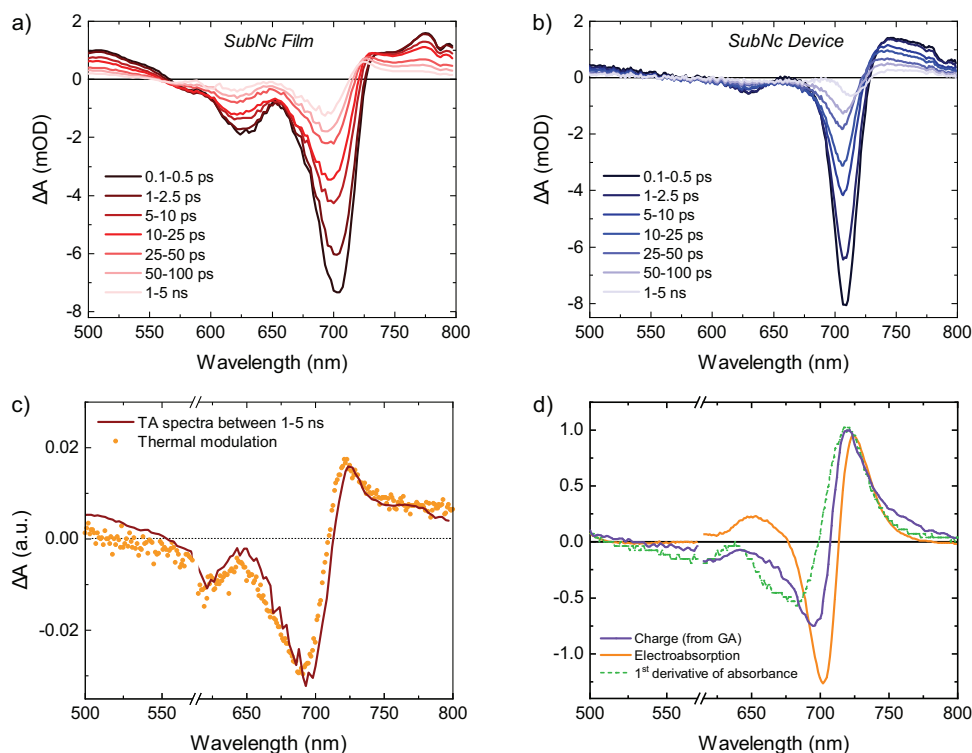 a)
SubNc Film
2
0
-2
-4
-6
-8
ΔA (mOD)
0.1-0.5 ps
1-2.5 ps
5-10 ps
10-25 ps
25-50 ps
50-100 ps
1-5 ns
500 550 600 650 700 750 800
Wavelength (nm)
b)
SubNc Device
2
0
-2
-4
-6
-8
ΔA (mOD)
0.1-0.5 ps
1-2.5 ps
5-10 ps
10-25 ps
25-50 ps
50-100 ps
1-5 ns
500 550 600 650 700 750 800
Wavelength (nm)
c)
TA spectra between 1-5 ns
Thermal modulation
0.02
0.00
-0.02
ΔA (a.u.)
500 550 650 700 750 800
Wavelength (nm)
d)
1.0
0.5
0.0
-0.5
-1.0
Charge (from GA)
Electroabsorption
1st derivative of absorbance
500 550 650 700 750 800
Wavelength (nm)